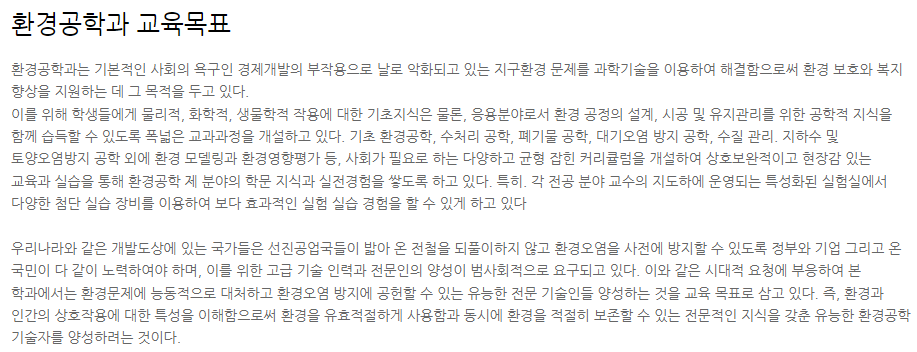 환경공학과 교육목표
환경공학과는 기본적인 사회의 욕구인 경제개발의 부작용으로 날로 악화되고 있는 지구환경 문제를 과학기술을 이용하여 해결함으로써 환경 보호와 복지
향상을 지원하는 데 그 목적을 두고 있다.
이를 위해 학생들에게 물리적, 화학적, 생물학적 작용에 대한 기초지식은 물론, 응용분야로서 환경 공정의 설계, 시공 및 유지관리를 위한 공학적 지식을
함께 습득할 수 있도록 폭넓은 교과과정을 개설하고 있다. 기초 환경공학, 수처리 공학, 폐기물 공학, 대기오염 방지 공학, 수질 관리. 지하수 및
토양오염방지 공학 외에 환경 모델링과 환경영향평가 등, 사회가 필요로 하는 다양하고 균형 잡힌 커리큘럼을 개설하여 상호보완적이고 현장감 있는
교육과 실습을 통해 환경공학 제 분야의 학문 지식과 실전경험을 쌓도록 하고 있다. 특히. 각 전공 분야 교수의 지도하에 운영되는 특성화된 실험실에서
다양한 첨단 실습 장비를 이용하여 보다 효과적인 실험 실습 경험을 할 수 있게 하고 있다
우리나라와 같은 개발도상에 있는 국가들은 선진공업국들이 밟아 온 전철을 되풀이하지 않고 환경오염을 사전에 방지할 수 있도록 정부와 기업 그리고 온
국민이 다 같이 노력하여야 하며, 이를 위한 고급 기술 인력과 전문인의 양성이 범사회적으로 요구되고 있다. 이와 같은 시대적 요청에 부응하여 본
학과에서는 환경문제에 능동적으로 대처하고 환경오염 방지에 공헌할 수 있는 유능한 전문 기술인들 양성하는 것을 교육 목표로 삼고 있다. 즉, 환경과
인간의 상호작용에 대한 특성을 이해함으로써 환경을 유효적절하게 사용함과 동시에 환경을 적절히 보존할 수 있는 전문적인 지식을 갖춘 유능한 환경공학
기술자를 양성하려는 것이다.